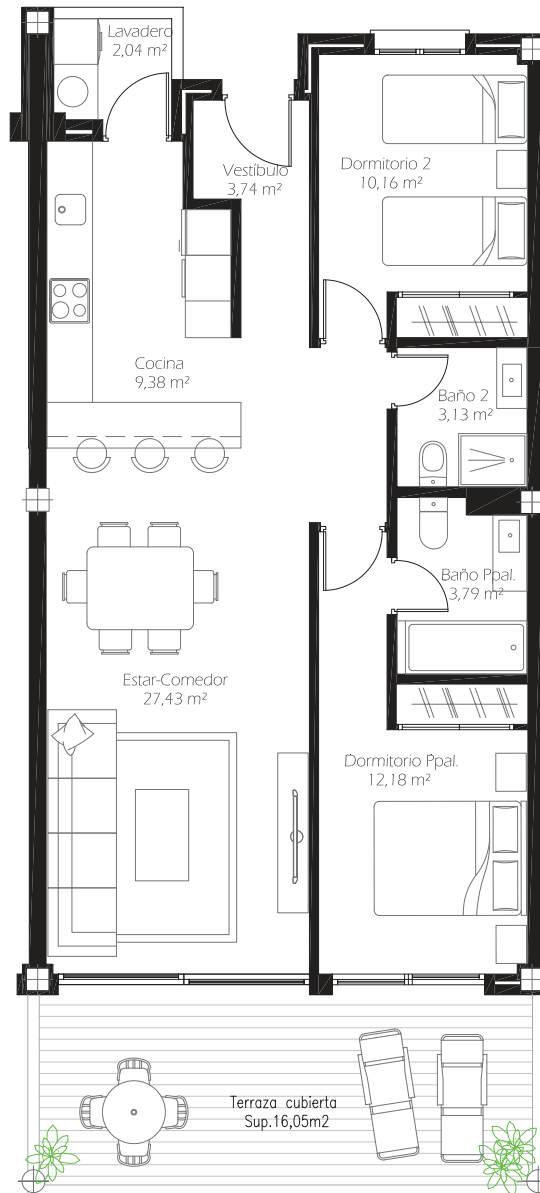 Lavadero
2,04 m²
Vestíbulo
3,74 m²
Dormitorio 2
10,16 m²
Cocina
9,38 m²
Baño 2
3,13 m²
Baño Ppal.
3,79 m²
Estar-Comedor
27,43 m²
Dormitorio Ppal.
12,18 m²
Terraza cubierta
Sup.16,05m2